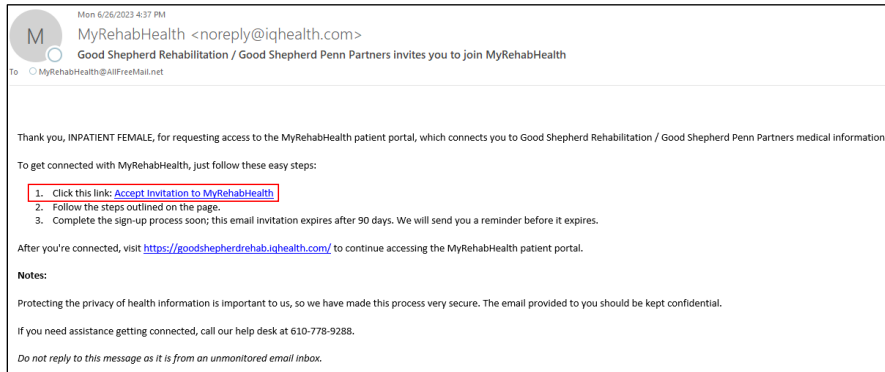 Mon 6/26/2023 4:37 PM
M
MyRehabHealth <noreply@iqhealth.com>
Good Shepherd Rehabilitation / Good Shepherd Penn Partners invites you to join MyRehabHealth
To MyRehabHealth@AllFreeMail.net
Thank you, INPATIENT FEMALE, for requesting access to the MyRehabHealth patient portal, which connects you to Good Shepherd Rehabilitation / Good Shepherd Penn Partners medical information
To get connected with MyRehabHealth, just follow these easy steps:
1. Click this link: Accept Invitation to MyRehabHealth
2. Follow the steps outlined on the page.
3. Complete the sign-up process soon; this email invitation expires after 90 days. We will send you a reminder before it expires.
After you're connected, visit https://goodshepherdrehab.iqhealth.com/ to continue accessing the MyRehabHealth patient portal.
Notes:
Protecting the privacy of health information is important to us, so we have made this process very secure. The email provided to you should be kept confidential.
If you need assistance getting connected, call our help desk at 610-778-9288.
Do not reply to this message as it is from an unmonitored email inbox.